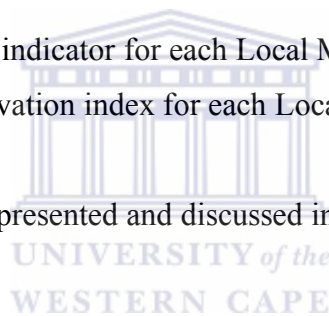 indicator for each Local M
vation index for each Loca
presented and discussed in
UNIVERSITY of the
WESTERN CAPE